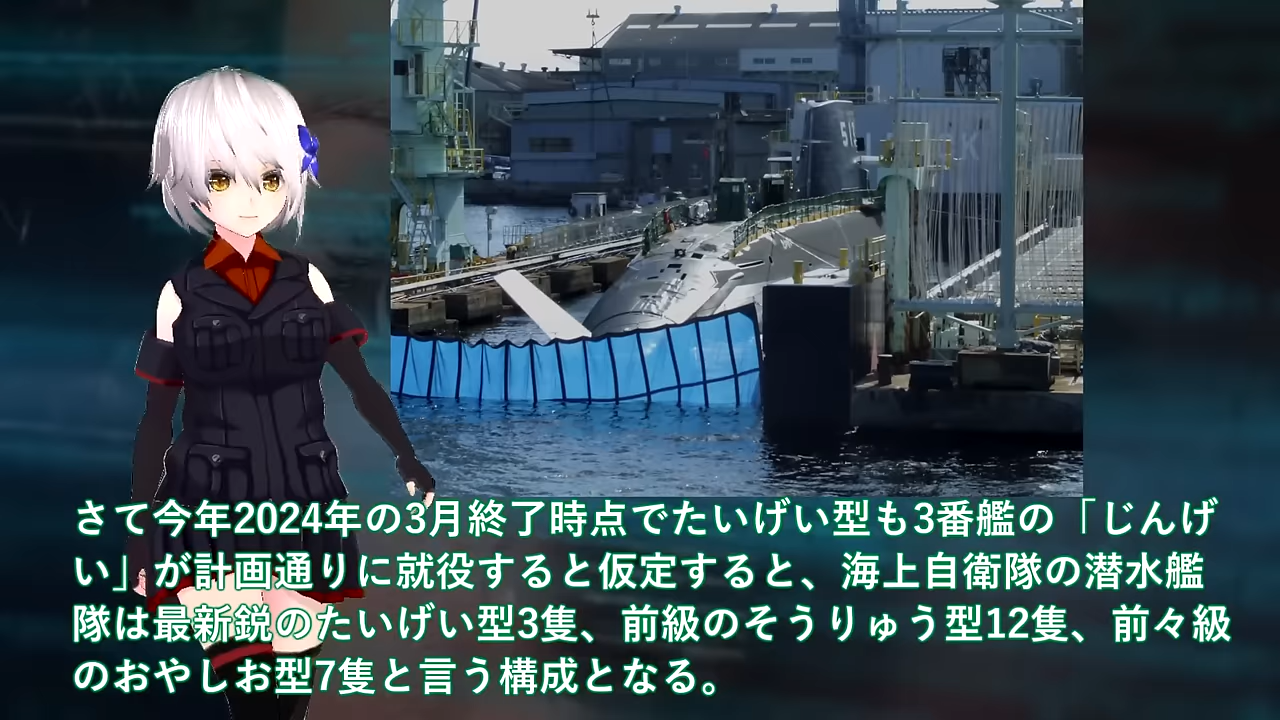 51
さて今年2024年の3月終了時点でたいげい型も3番艦の「じんげ
い」が計画通りに就役すると仮定すると、海上自衛隊の潜水艦
隊は最新鋭のたいげい型3隻、前級のそうりゅう型12隻、前々級
のおやしお型7隻と言う構成となる。